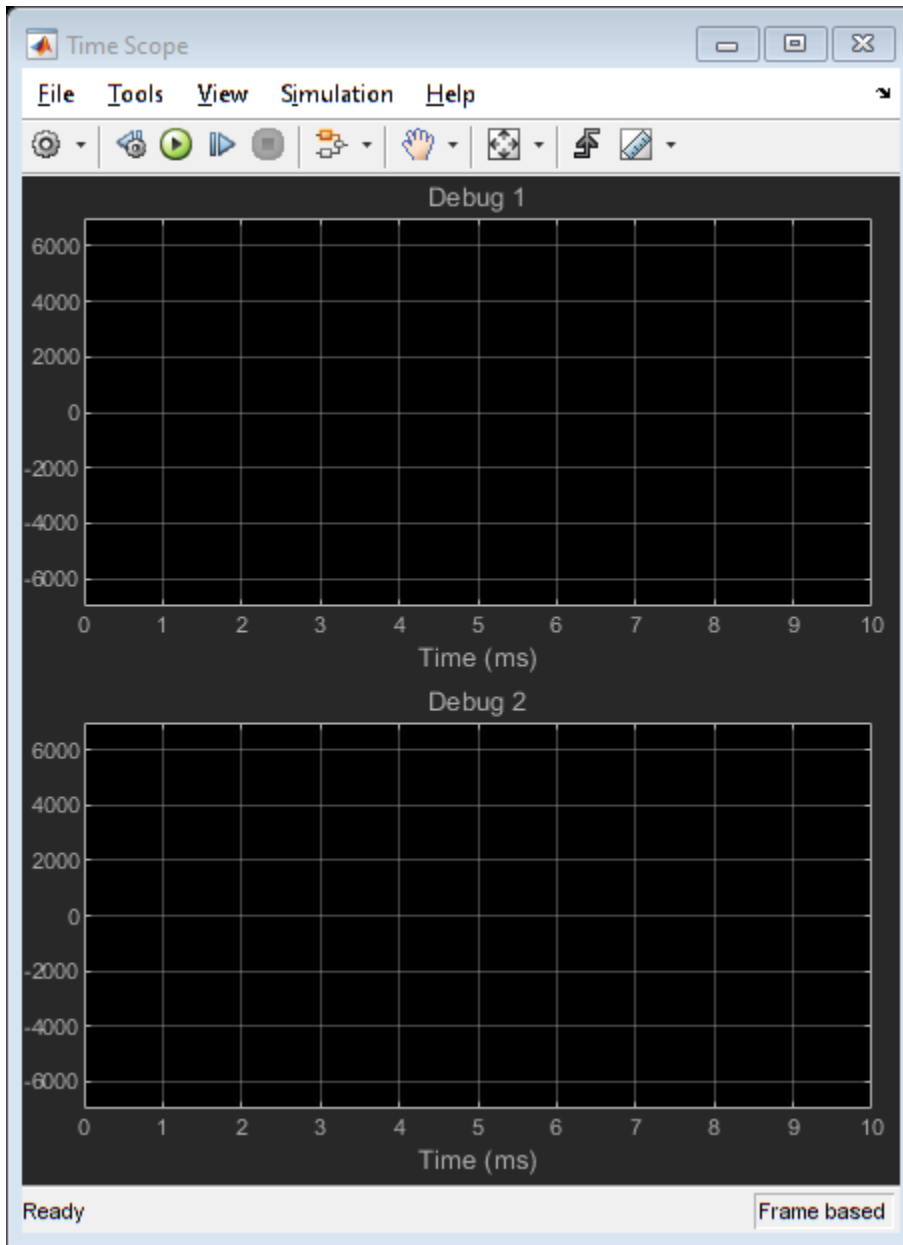 Time Scope
File Tools View Simulation Help
Debug 1
6000
4000
2000
0
-2000
-4000
-6000
0 1 2 3 4 5 6 7 8 9 10
Time (ms)
Debug 2
6000
4000
2000
0
-2000
-4000
-6000
0 1 2 3 4 5 6 7 8 9 10
Time (ms)
Ready Frame based